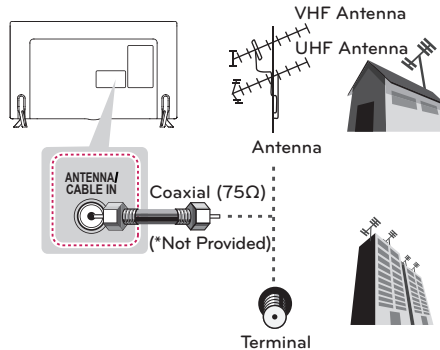 VHF Antenna
UHF Antenna
Antenna
ANTENNA/
CABLE IN
Coaxial (75Ω)
(*Not Provided)
Terminal